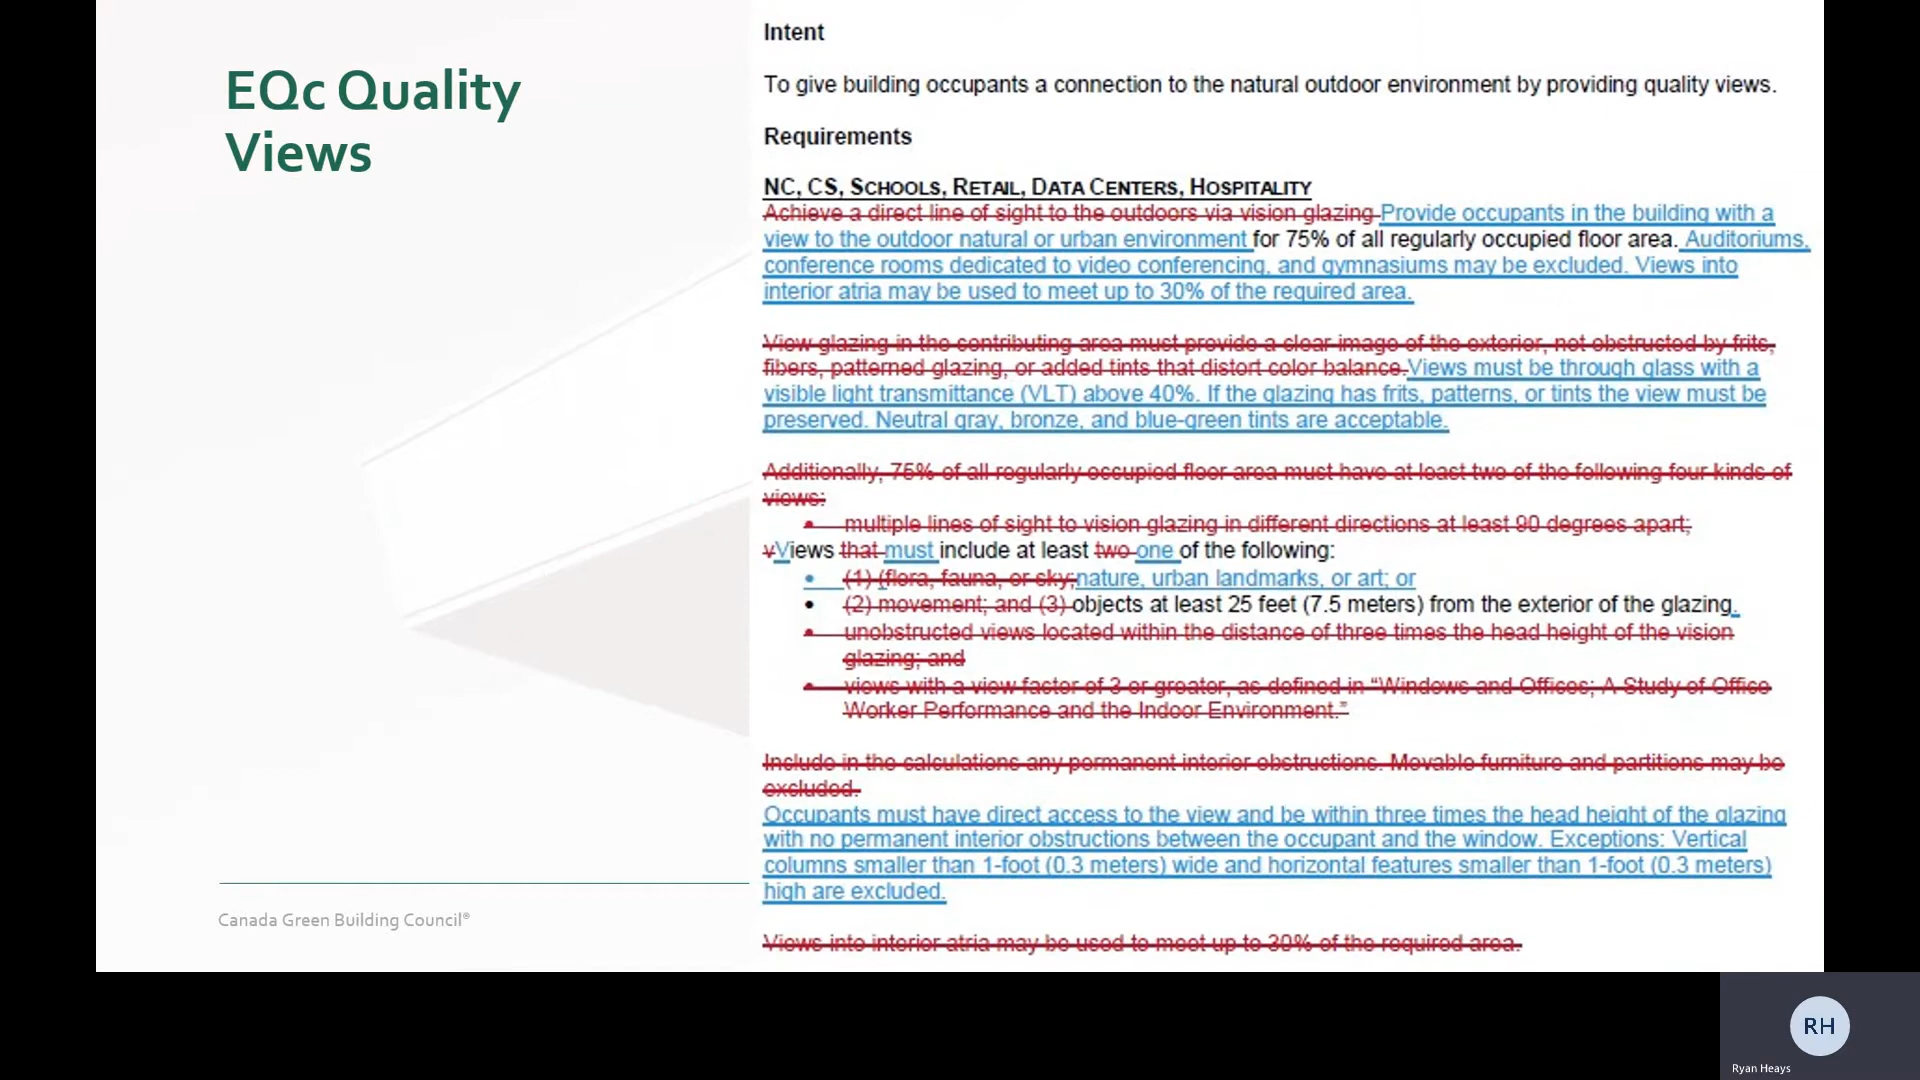 EQc Quality
Views
Canada Green Building Council®
Intent
To give building occupants a connection to the natural outdoor environment by providing quality views.
Requirements
NC, CS, SCHOOLS, RETAIL, DATA CENTERS, HOSPITALITY
Achieve a direct line of sight to the outdoors via vision glazing Provide occupants in the building with a
view to the outdoor natural or urban environment for 75% of all regularly occupied floor area. Auditoriums,
conference rooms dedicated to video conferencing, and gymnasiums may be excluded. Views into
interior atria may be used to meet up to 30% of the required area.
View glazing in the contributing area must provide a clear image of the exterior, not obstructed by frits,
fibers, patterned glazing, or added tints that distort color balance.Views must be through glass with a
visible light transmittance (VLT) above 40%. If the glazing has frits, patterns, or tints the view must be
preserved. Neutral gray, bronze, and blue-green tints are acceptable.
Additionally, 75% of all regularly occupied floor area must have at least two of the following four kinds of
views:
• multiple lines of sight to vision glazing in different directions at least 90 degrees apart;
vViews that must include at least two one of the following:
• (1) (flora, fauna, or sky;nature, urban landmarks, or art; or
• (2) movement; and (3) objects at least 25 feet (7.5 meters) from the exterior of the glazing.
• unobstructed views located within the distance of three times the head height of the vision
glazing; and
• views with a view factor of 3 or greater, as defined in “Windows and Offices; A Study of Office
Worker Performance and the Indoor Environment.”
Include in the calculations any permanent interior obstructions. Movable furniture and partitions may be
excluded.
Occupants must have direct access to the view and be within three times the head height of the glazing
with no permanent interior obstructions between the occupant and the window. Exceptions: Vertical
columns smaller than 1-foot (0.3 meters) wide and horizontal features smaller than 1-foot (0.3 meters)
high are excluded.
Views into interior atria may be used to meet up to 30% of the required area.
RH
Ryan Heays